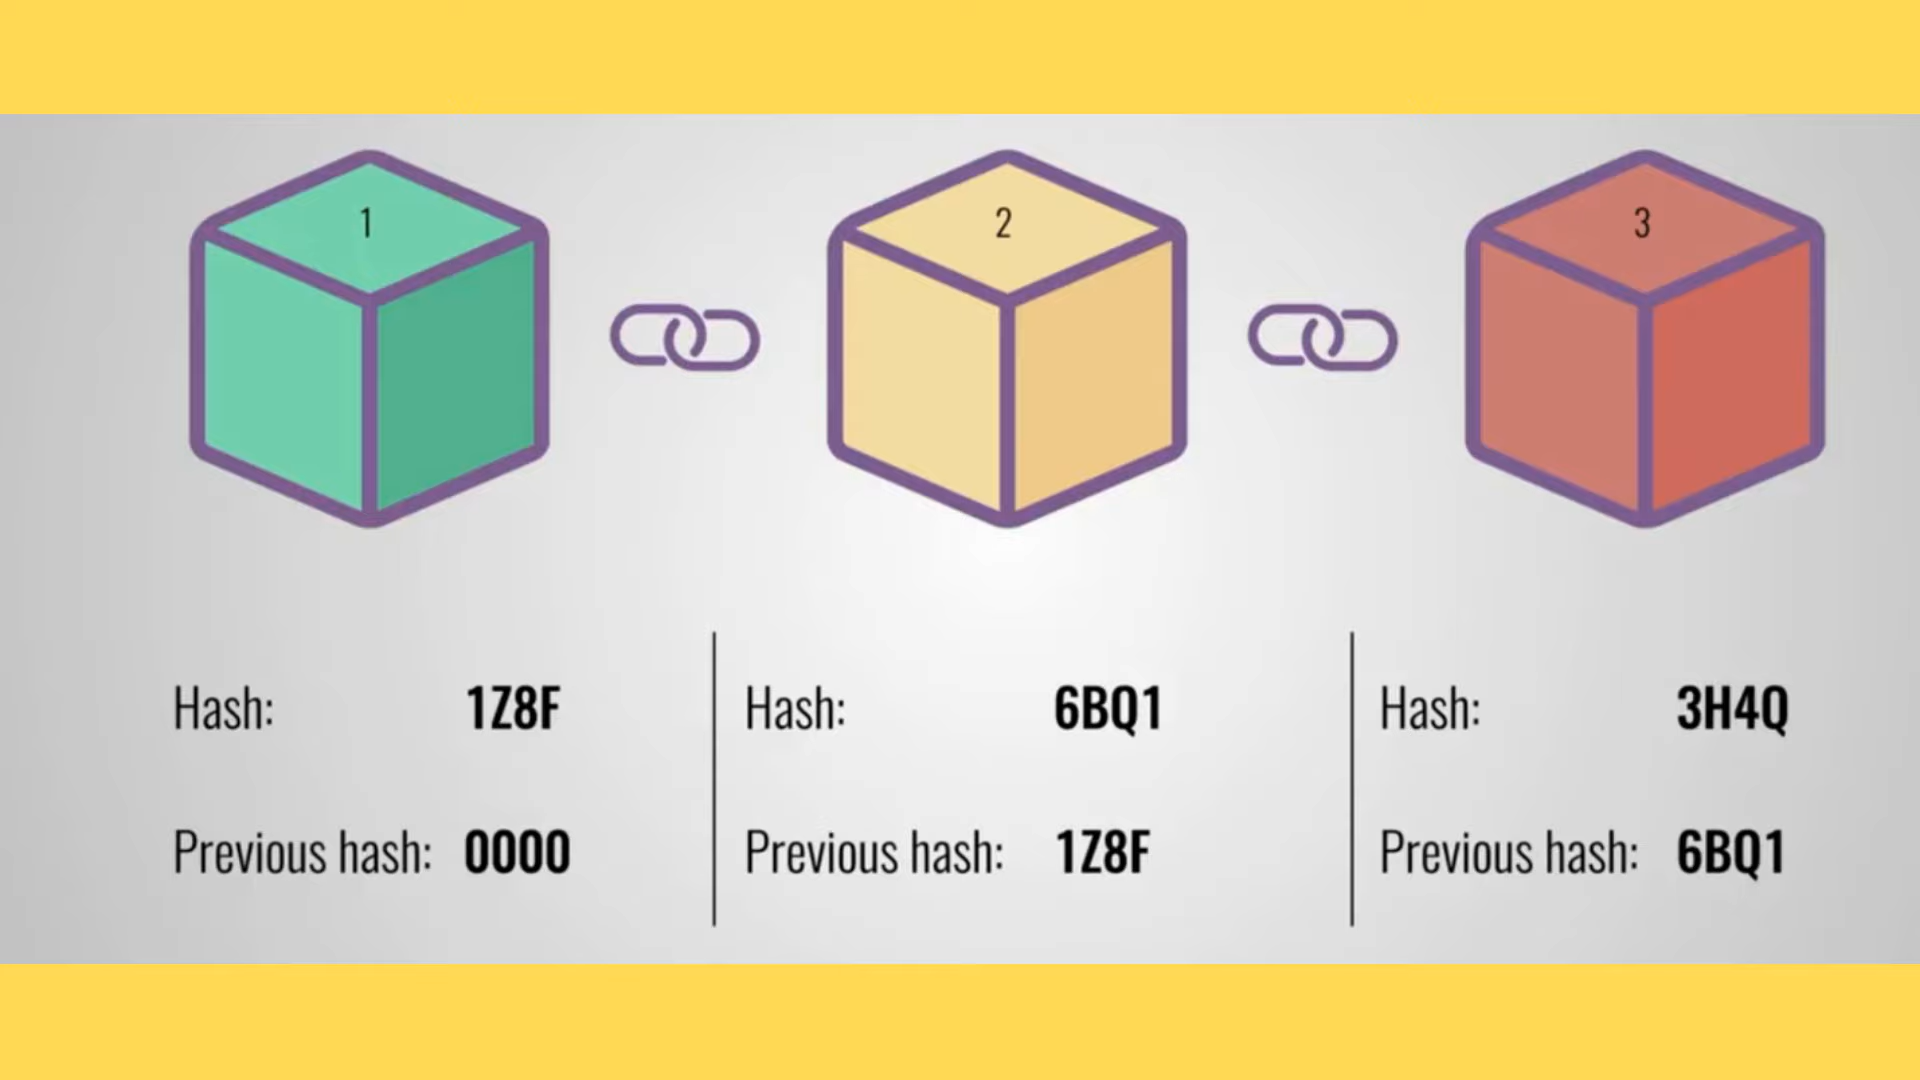 1
2
3
Hash: 1Z8F
Previous hash: 0000
Hash: 6BQ1
Previous hash: 1Z8F
Hash: 3H4Q
Previous hash: 6BQ1